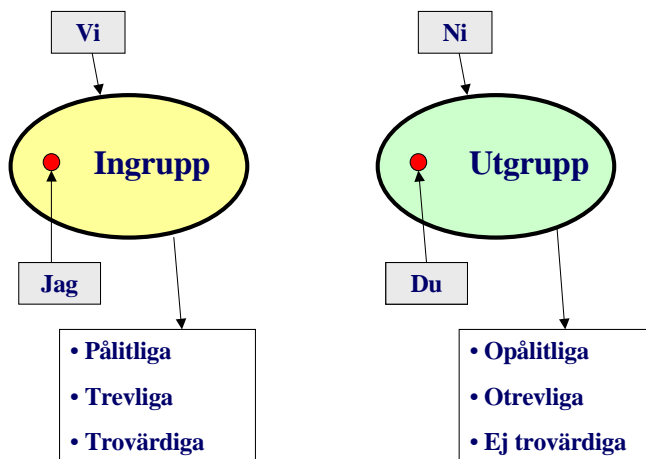 Vi
Ni
Ingrupp
Utgrupp
Jag
Du
• Pålitliga
• Trevliga
• Trovärdiga
• Opålitliga
• Otrevliga
• Ej trovärdiga